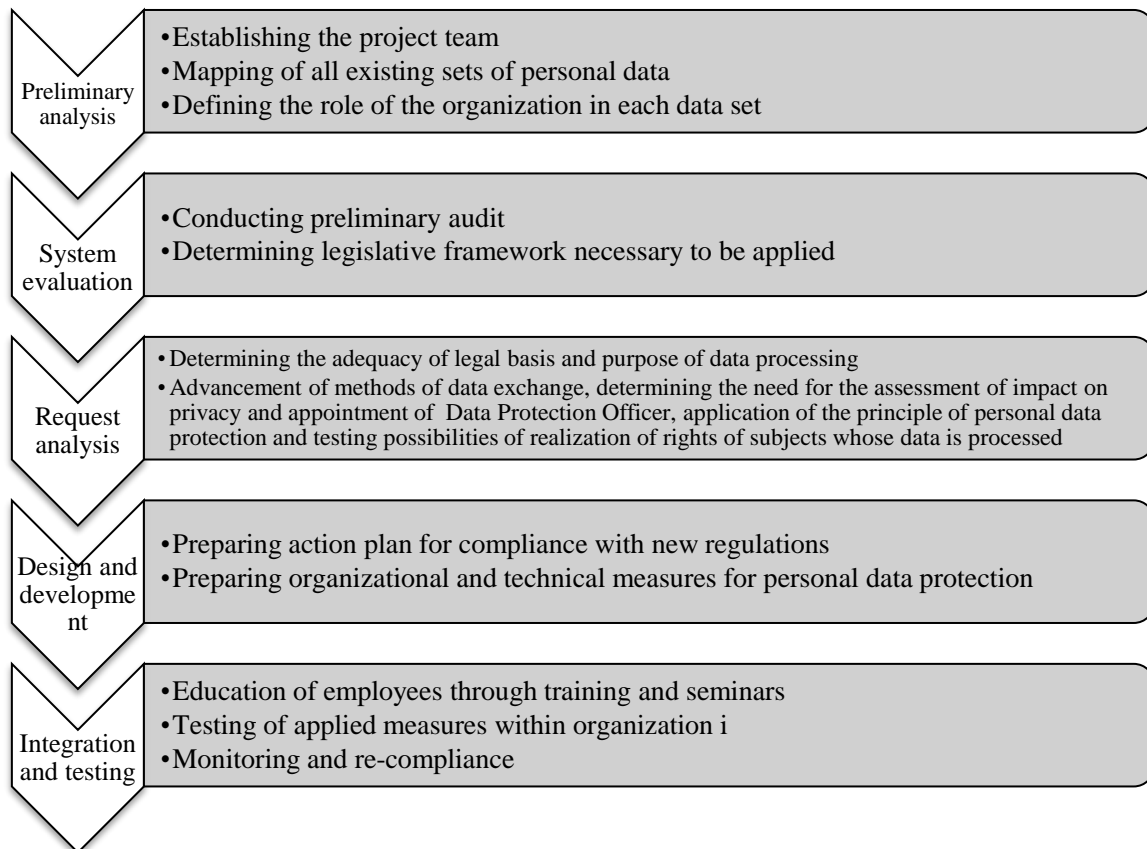 Preliminary
analysis
•Establishing the project team
•Mapping of all existing sets of personal data
•Defining the role of the organization in each data set
System
evaluation
•Conducting preliminary audit
•Determining legislative framework necessary to be applied
Request
analysis
• Determining the adequacy of legal basis and purpose of data processing
• Advancement of methods of data exchange, determining the need for the assessment of impact on
privacy and appointment of Data Protection Officer, application of the principle of personal data
protection and testing possibilities of realization of rights of subjects whose data is processed
Design and
developme
nt
•Preparing action plan for compliance with new regulations
•Preparing organizational and technical measures for personal data protection
Integration
and testing
•Education of employees through training and seminars
•Testing of applied measures within organization i
•Monitoring and re-compliance